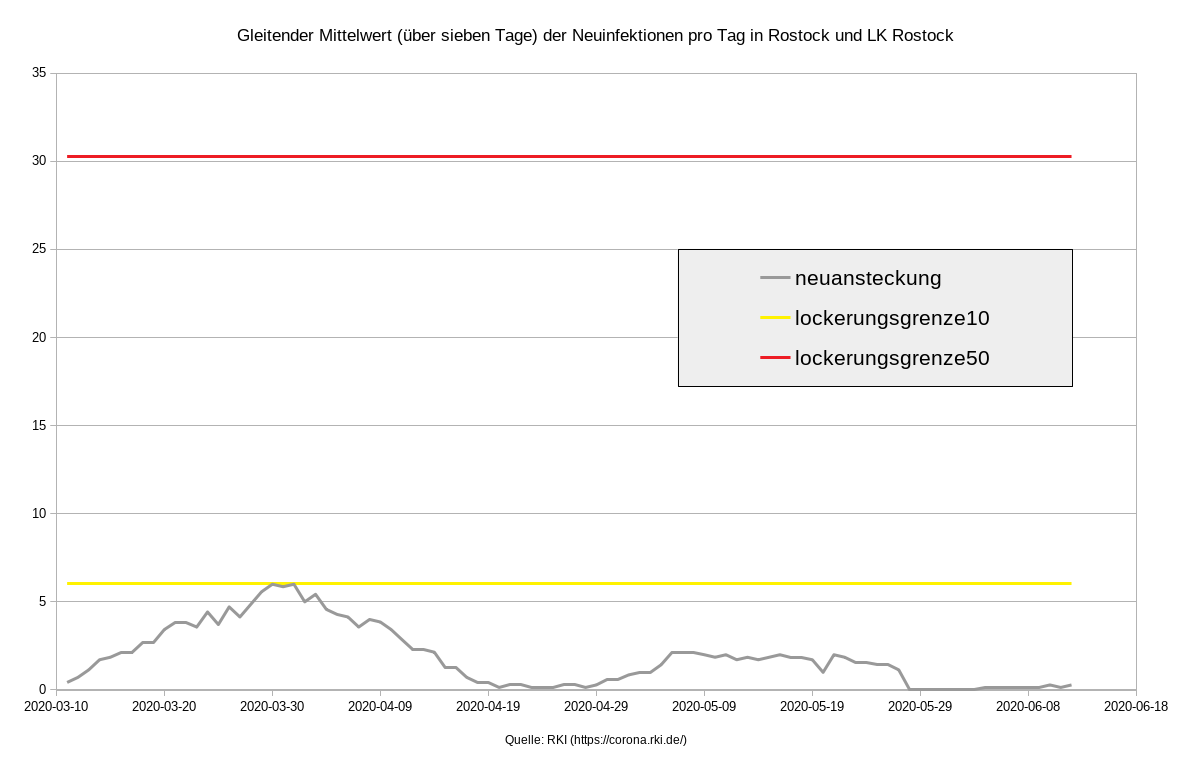 Gleitender Mittelwert (über sieben Tage) der Neuinfektionen pro Tag in Rostock und LK Rostock
35
30
25
20
15
10
5
0
neuansteckung
lockerungsgrenze10
lockerungsgrenze50
2020-03-10 2020-03-20 2020-03-30 2020-04-09 2020-04-19 2020-04-29 2020-05-09 2020-05-19 2020-05-29 2020-06-08 2020-06-18
Quelle: RKI (https://corona.rki.de/)